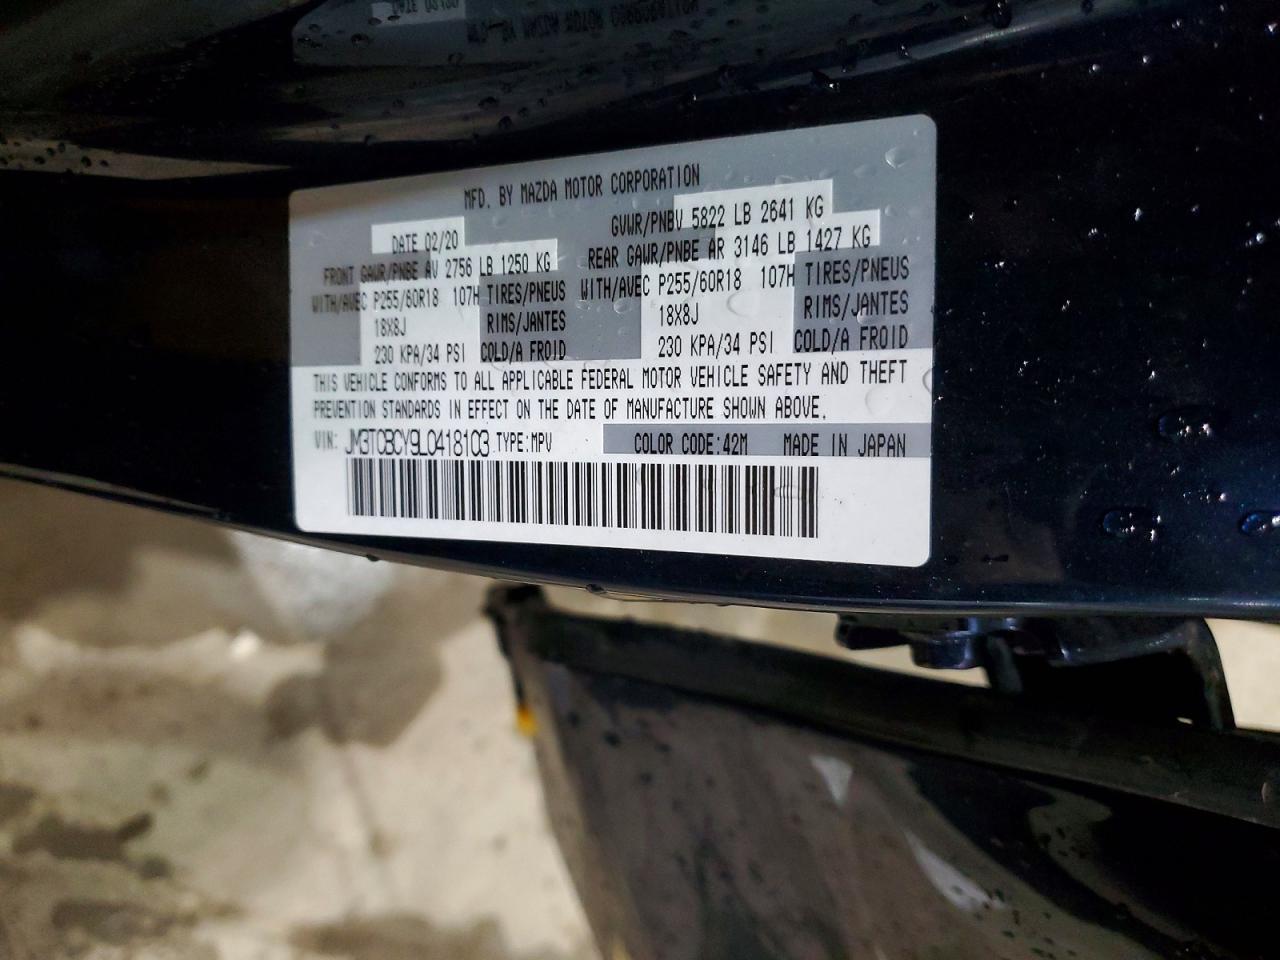 MFD. BY MAZDA MOTOR CORPORATION
DATE 02/20 GVWR/PNBV 5822 LB 2641 KG
FRONT GAWR/PNBE AV 2756 LB 1250 KG REAR GAWR/PNBE AR 3146 LB 1427 KG
WITH/AVEC P255/60R18 107H TIRES/PNEUS WITH/AVEC P255/60R18 107H TIRES/PNEUS
18X8J RIMS/JANTES 18X8J RIMS/JANTES
230 KPA/34 PSI COLD/A FROID 230 KPA/34 PSI COLD/A FROID
THIS VEHICLE CONFORMS TO ALL APPLICABLE FEDERAL MOTOR VEHICLE SAFETY AND THEFT
PREVENTION STANDARDS IN EFFECT ON THE DATE OF MANUFACTURE SHOWN ABOVE.
VIN: JM3TCBCY9L0418103 TYPE:MPV COLOR CODE:42M MADE IN JAPAN